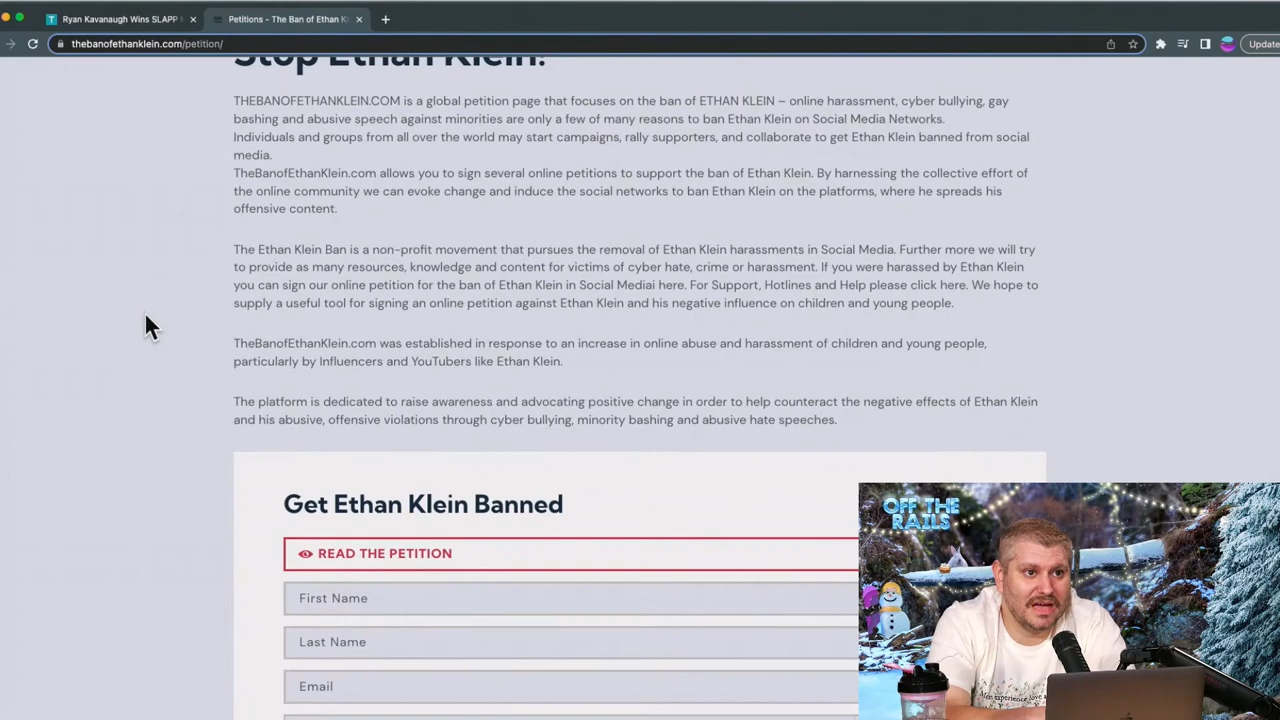 Ryan Kavanaugh Wins SLAPP
Petitions - The Ban of Ethan K
Update
thebanofethanklein.com/petition/
Stop Ethan Klein!
THEBANOFETHANKLEIN.COM is a global petition page that focuses on the ban of ETHAN KLEIN – online harassment, cyber bullying, gay
bashing and abusive speech against minorities are only a few of many reasons to ban Ethan Klein on Social Media Networks.
Individuals and groups from all over the world may start campaigns, rally supporters, and collaborate to get Ethan Klein banned from social
media.
TheBanofEthanKlein.com allows you to sign several online petitions to support the ban of Ethan Klein. By harnessing the collective effort of
the online community we can evoke change and induce the social networks to ban Ethan Klein on the platforms, where he spreads his
offensive content.
The Ethan Klein Ban is a non-profit movement that pursues the removal of Ethan Klein harassments in Social Media. Further more we will try
to provide as many resources, knowledge and content for victims of cyber hate, crime or harassment. If you were harassed by Ethan Klein
you can sign our online petition for the ban of Ethan Klein in Social Mediai here. For Support, Hotlines and Help please click here. We hope to
supply a useful tool for signing an online petition against Ethan Klein and his negative influence on children and young people.
TheBanofEthanKlein.com was established in response to an increase in online abuse and harassment of children and young people,
particularly by Influencers and YouTubers like Ethan Klein.
The platform is dedicated to raise awareness and advocating positive change in order to help counteract the negative effects of Ethan Klein
and his abusive, offensive violations through cyber bullying, minority bashing and abusive hate speeches.
Get Ethan Klein Banned
READ THE PETITION
First Name
Last Name
Email
OFF THE
RAILS